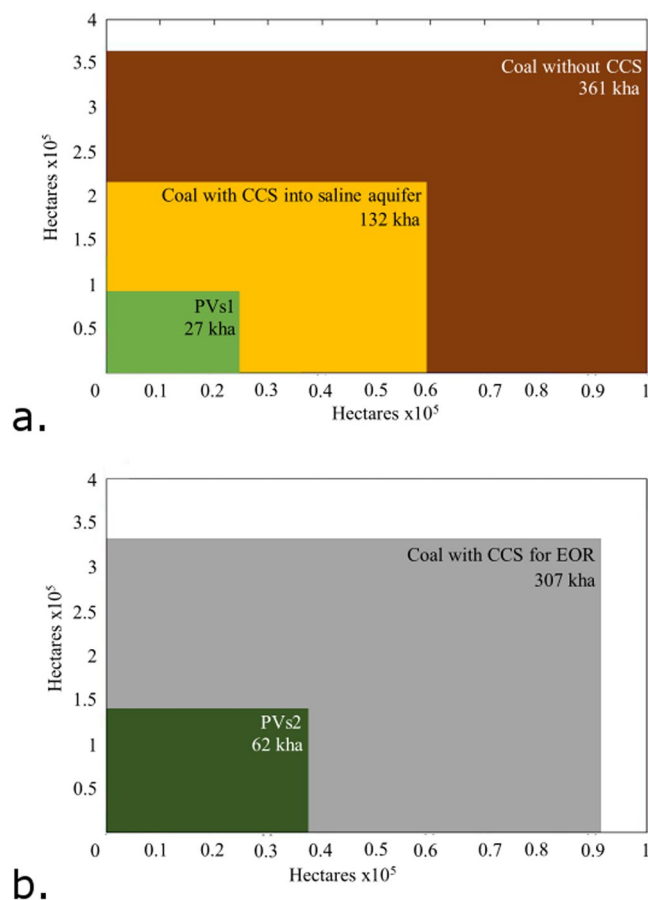 4
3.5
3
2.5
2
1.5
1
0.5
Hectares x10⁵
Coal without CCS
361 kha
Coal with CCS into saline aquifer
132 kha
PVs1
27 kha
0 0.1 0.2 0.3 0.4 0.5 0.6 0.7 0.8 0.9 1
Hectares x10⁵
a.
4
3.5
3
2.5
2
1.5
1
0.5
Hectares x10⁵
Coal with CCS for EOR
307 kha
PVs2
62 kha
0 0.1 0.2 0.3 0.4 0.5 0.6 0.7 0.8 0.9 1
Hectares x10⁵
b.